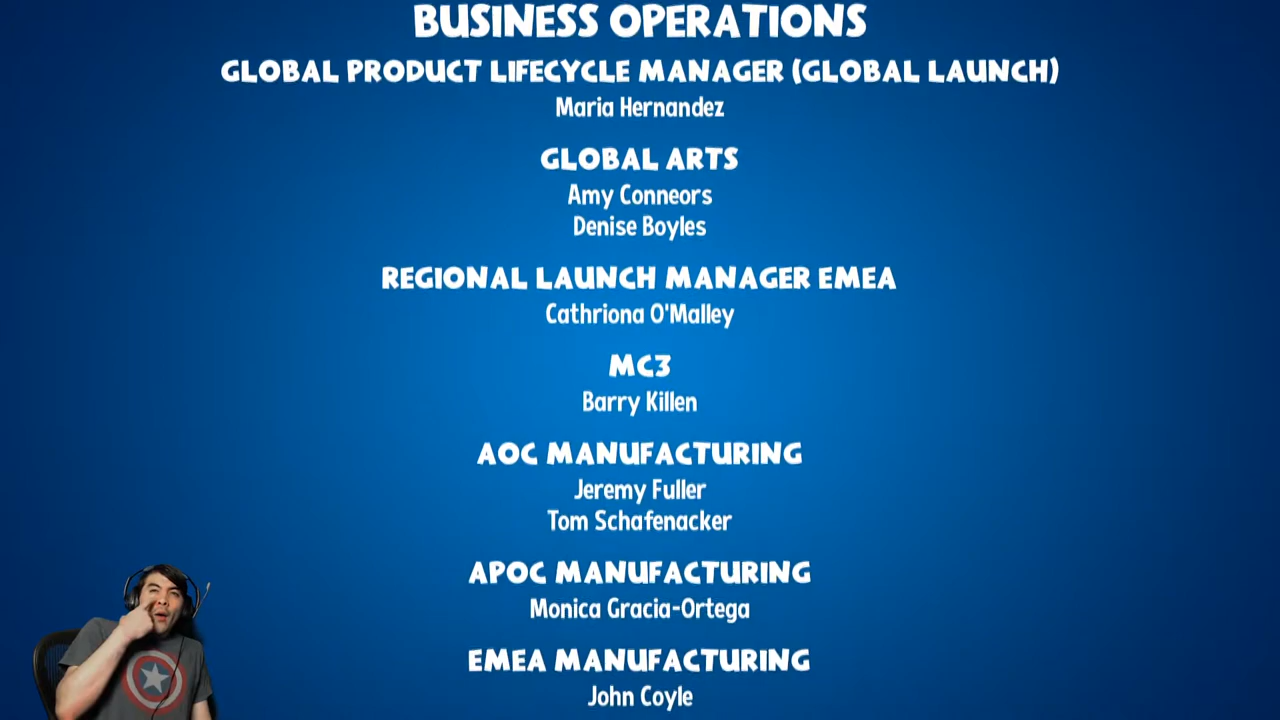 BUSINESS OPERATIONS
GLOBAL PRODUCT LIFECYCLE MANAGER (GLOBAL LAUNCH)
Maria Hernandez
GLOBAL ARTS
Amy Conneors
Denise Boyles
REGIONAL LAUNCH MANAGER EMEA
Cathriona O'Malley
MC3
Barry Killen
AOC MANUFACTURING
Jeremy Fuller
Tom Schafenacker
APOC MANUFACTURING
Monica Gracia-Ortega
EMEA MANUFACTURING
John Coyle